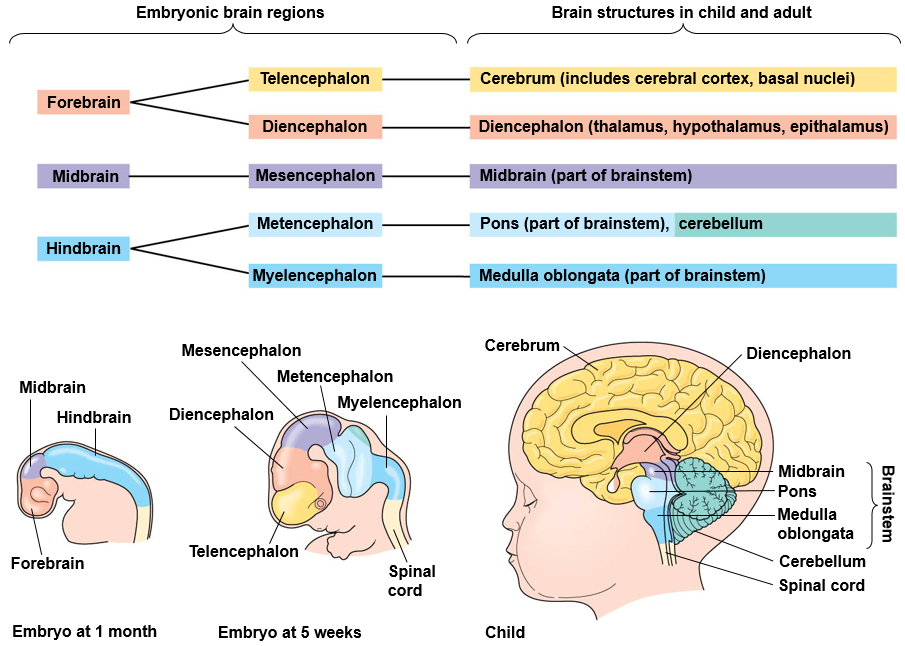 Embryonic brain regions
Brain structures in child and adult
Telencephalon
Cerebrum (includes cerebral cortex, basal nuclei)
Forebrain
Diencephalon
Diencephalon (thalamus, hypothalamus, epithalamus)
Midbrain
Mesencephalon
Midbrain (part of brainstem)
Metencephalon
Pons (part of brainstem), cerebellum
Hindbrain
Myelencephalon
Medulla oblongata (part of brainstem)
Midbrain
Hindbrain
Forebrain
Embryo at 1 month
Mesencephalon
Metencephalon
Myelencephalon
Diencephalon
Telencephalon
Spinal
cord
Embryo at 5 weeks
Cerebrum
Diencephalon
Midbrain
Pons
Medulla
oblongata
Brainstem
Cerebellum
Spinal cord
Child